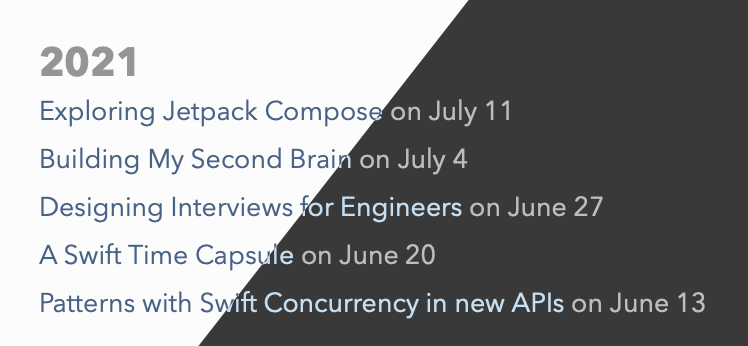 2021
Exploring Jetpack Compose on July 11
Building My Second Brain on July 4
Designing Interviews for Engineers on June 27
A Swift Time Capsule on June 20
Patterns with Swift Concurrency in new APIs on June 13